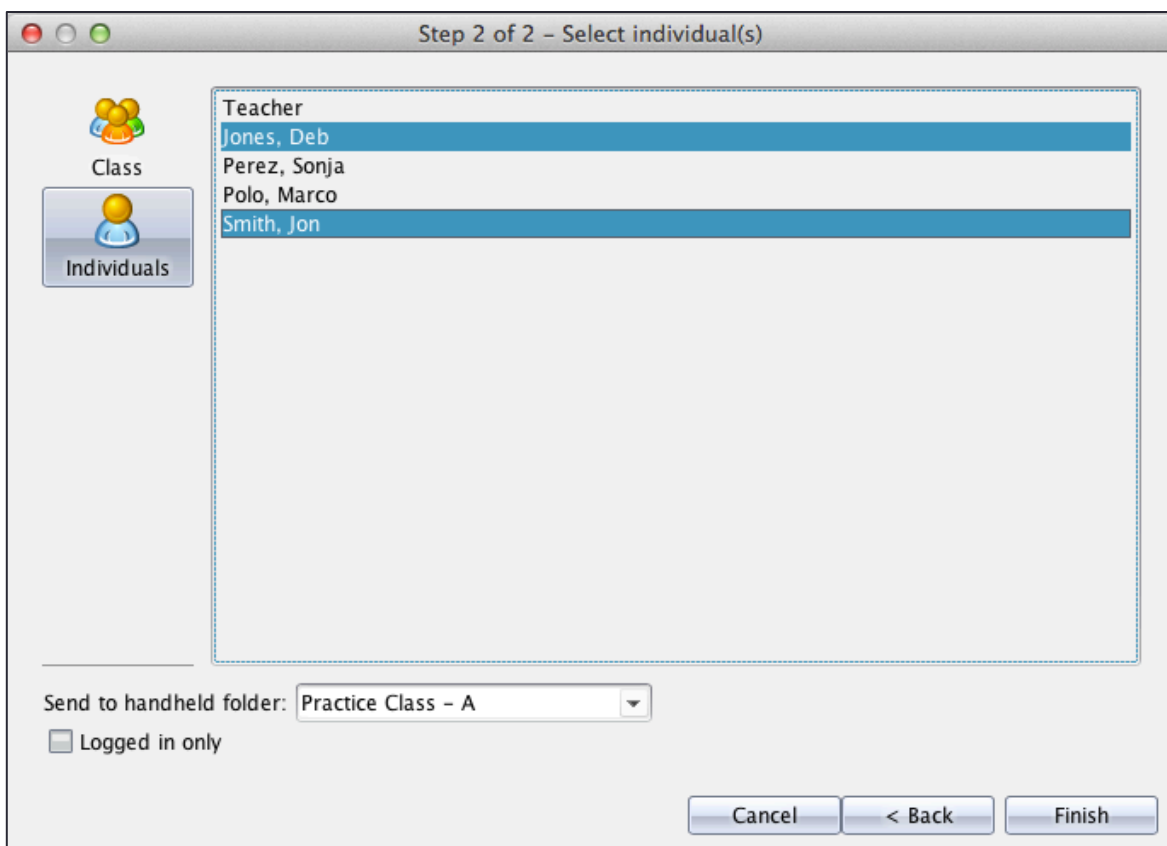 Step 2 of 2 – Select individual(s)
Class
Individuals
Teacher
Jones, Deb
Perez, Sonja
Polo, Marco
Smith, Jon
Send to handheld folder: Practice Class – A
Logged in only
Cancel < Back Finish